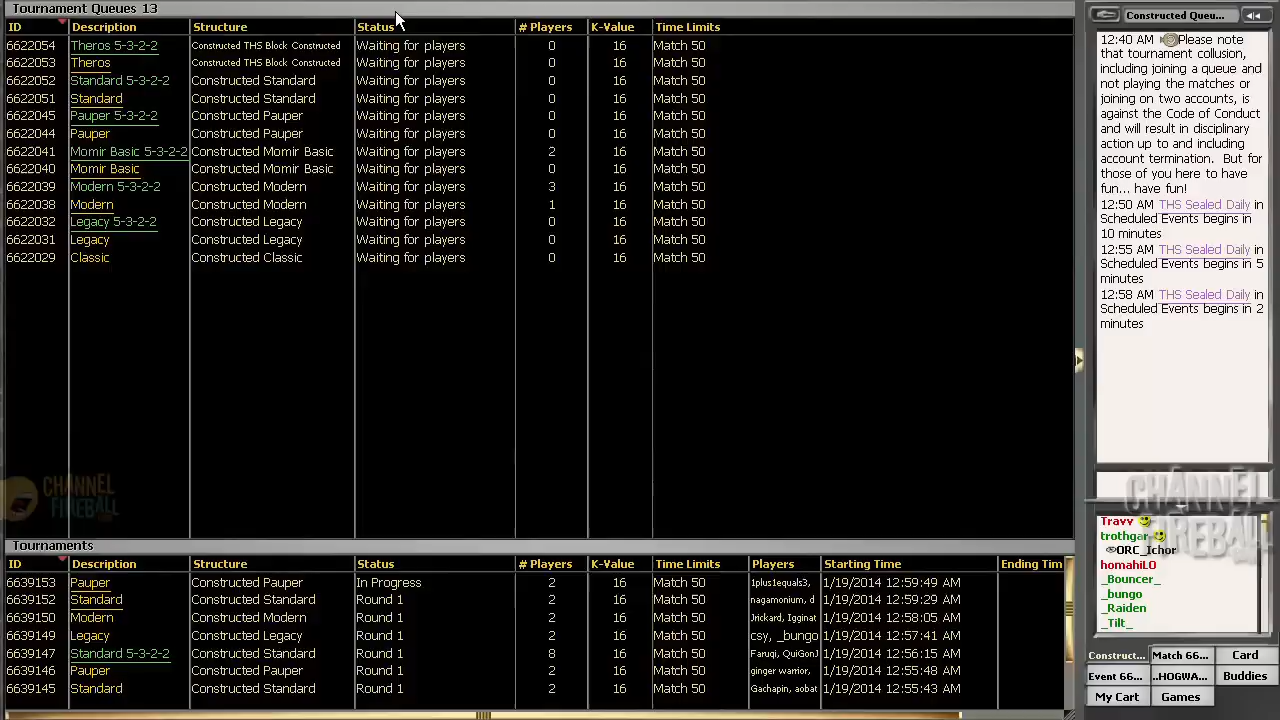 Tournament Queues 13
ID Description Structure Status # Players K-Value Time Limits
6622054 Theros 5-3-2-2 Constructed THS Block Constructed Waiting for players 0 16 Match 50
6622053 Theros Constructed THS Block Constructed Waiting for players 0 16 Match 50
6622052 Standard 5-3-2-2 Constructed Standard Waiting for players 0 16 Match 50
6622051 Standard Constructed Standard Waiting for players 0 16 Match 50
6622045 Pauper 5-3-2-2 Constructed Pauper Waiting for players 0 16 Match 50
6622044 Pauper Constructed Pauper Waiting for players 0 16 Match 50
6622041 Momir Basic 5-3-2-2 Constructed Momir Basic Waiting for players 2 16 Match 50
6622040 Momir Basic Constructed Momir Basic Waiting for players 0 16 Match 50
6622039 Modern 5-3-2-2 Constructed Modern Waiting for players 3 16 Match 50
6622038 Modern Constructed Modern Waiting for players 1 16 Match 50
6622032 Legacy 5-3-2-2 Constructed Legacy Waiting for players 0 16 Match 50
6622031 Legacy Constructed Legacy Waiting for players 0 16 Match 50
6622029 Classic Constructed Classic Waiting for players 0 16 Match 50
CHANNEL
FIREBALL
Tournaments
ID Description Structure Status # Players K-Value Time Limits Players Starting Time Ending Tim
6639153 Pauper Constructed Pauper In Progress 2 16 Match 50 1plus1equals3, 1/19/2014 12:59:49 AM
6639152 Standard Constructed Standard Round 1 2 16 Match 50 nagamonium, d 1/19/2014 12:59:29 AM
6639150 Modern Constructed Modern Round 1 2 16 Match 50 Jrickard, Igginat 1/19/2014 12:58:05 AM
6639149 Legacy Constructed Legacy Round 1 2 16 Match 50 csy, _bungo 1/19/2014 12:57:41 AM
6639147 Standard 5-3-2-2 Constructed Standard Round 1 8 16 Match 50 Faruqi, QuiGonJ 1/19/2014 12:56:15 AM
6639146 Pauper Constructed Pauper Round 1 2 16 Match 50 ginger warrior, 1/19/2014 12:55:48 AM
6639145 Standard Constructed Standard Round 1 2 16 Match 50 Gachapin, aobat 1/19/2014 12:55:43 AM
Constructed Queu...
12:40 AM Please note
that tournament collusion,
including joining a queue and
not playing the matches or
joining on two accounts, is
against the Code of Conduct
and will result in disciplinary
action up to and including
account termination. But for
those of you here to have
fun... have fun!
12:50 AM THS Sealed Daily in
Scheduled Events begins in
10 minutes
12:55 AM THS Sealed Daily in
Scheduled Events begins in 5
minutes
12:58 AM THS Sealed Daily in
Scheduled Events begins in 2
minutes
CHANNEL
FIREBALL
Travv
trothgar
ORC_Ichor
homahiLO
_Bouncer_
_bungo
_Raiden
_Tilt_
Construct... Match 66... Card
Event 66... ..HOGWA... Buddies
My Cart Games